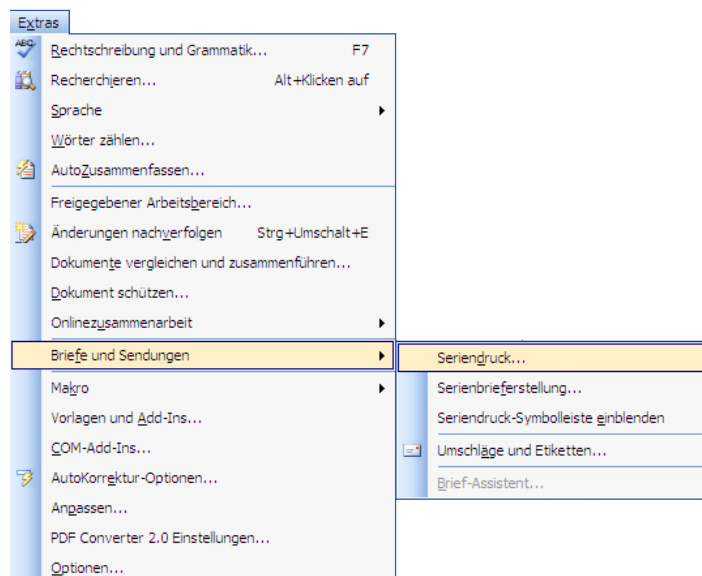 Extras
ABC
Rechtschreibung und Grammatik... F7
Recherchieren... Alt+Klicken auf
Sprache
Wörter zählen...
AutoZusammenfassen...
Freigegebener Arbeitsbereich...
Änderungen nachverfolgen Strg+Umschalt+E
Dokumente vergleichen und zusammenführen...
Dokument schützen...
Onlinezusammenarbeit
Briefe und Sendungen
Seriendruck...
Makro
Serienbrieferstellung...
Vorlagen und Add-Ins...
Seriendruck-Symbolleiste einblenden
COM-Add-Ins...
Umschläge und Etiketten...
AutoKorrektur-Optionen...
Brief-Assistent...
Anpassen...
PDF Converter 2.0 Einstellungen...
Optionen...